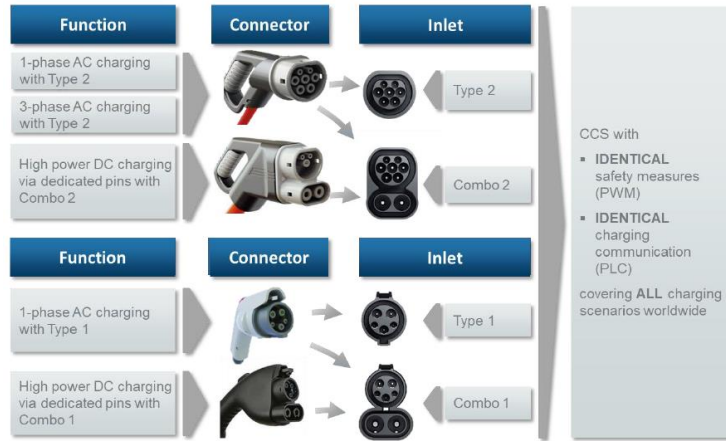 Function
Connector
Inlet
1-phase AC charging
with Type 2
3-phase AC charging
with Type 2
High power DC charging
via dedicated pins with
Combo 2
Type 2
Combo 2
Function
Connector
Inlet
1-phase AC charging
with Type 1
High power DC charging
via dedicated pins with
Combo 1
Type 1
Combo 1
CCS with
▪ IDENTICAL
safety measures
(PWM)
▪ IDENTICAL
charging
communication
(PLC)
covering ALL charging
scenarios worldwide